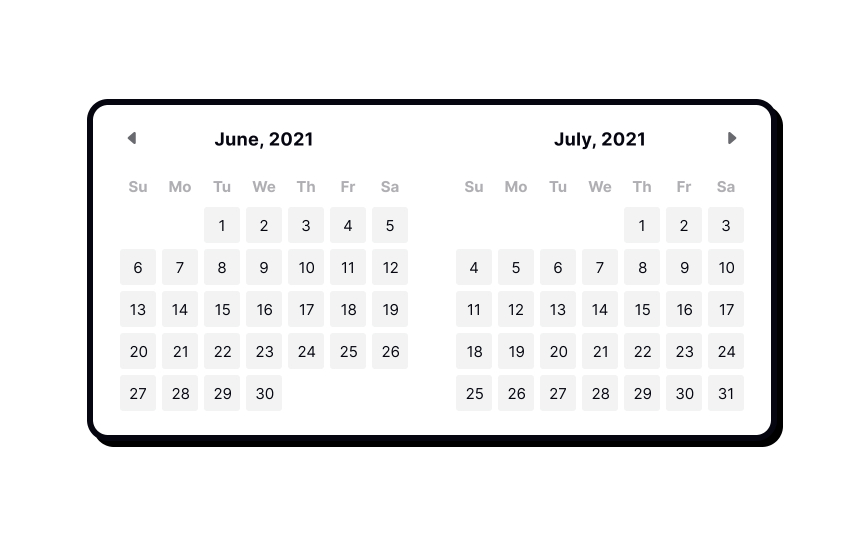 June, 2021
Su Mo Tu We Th Fr Sa
1 2 3 4 5
6 7 8 9 10 11 12
13 14 15 16 17 18 19
20 21 22 23 24 25 26
27 28 29 30
July, 2021
Su Mo Tu We Th Fr Sa
1 2 3
4 5 6 7 8 9 10
11 12 13 14 15 16 17
18 19 20 21 22 23 24
25 26 27 28 29 30 31